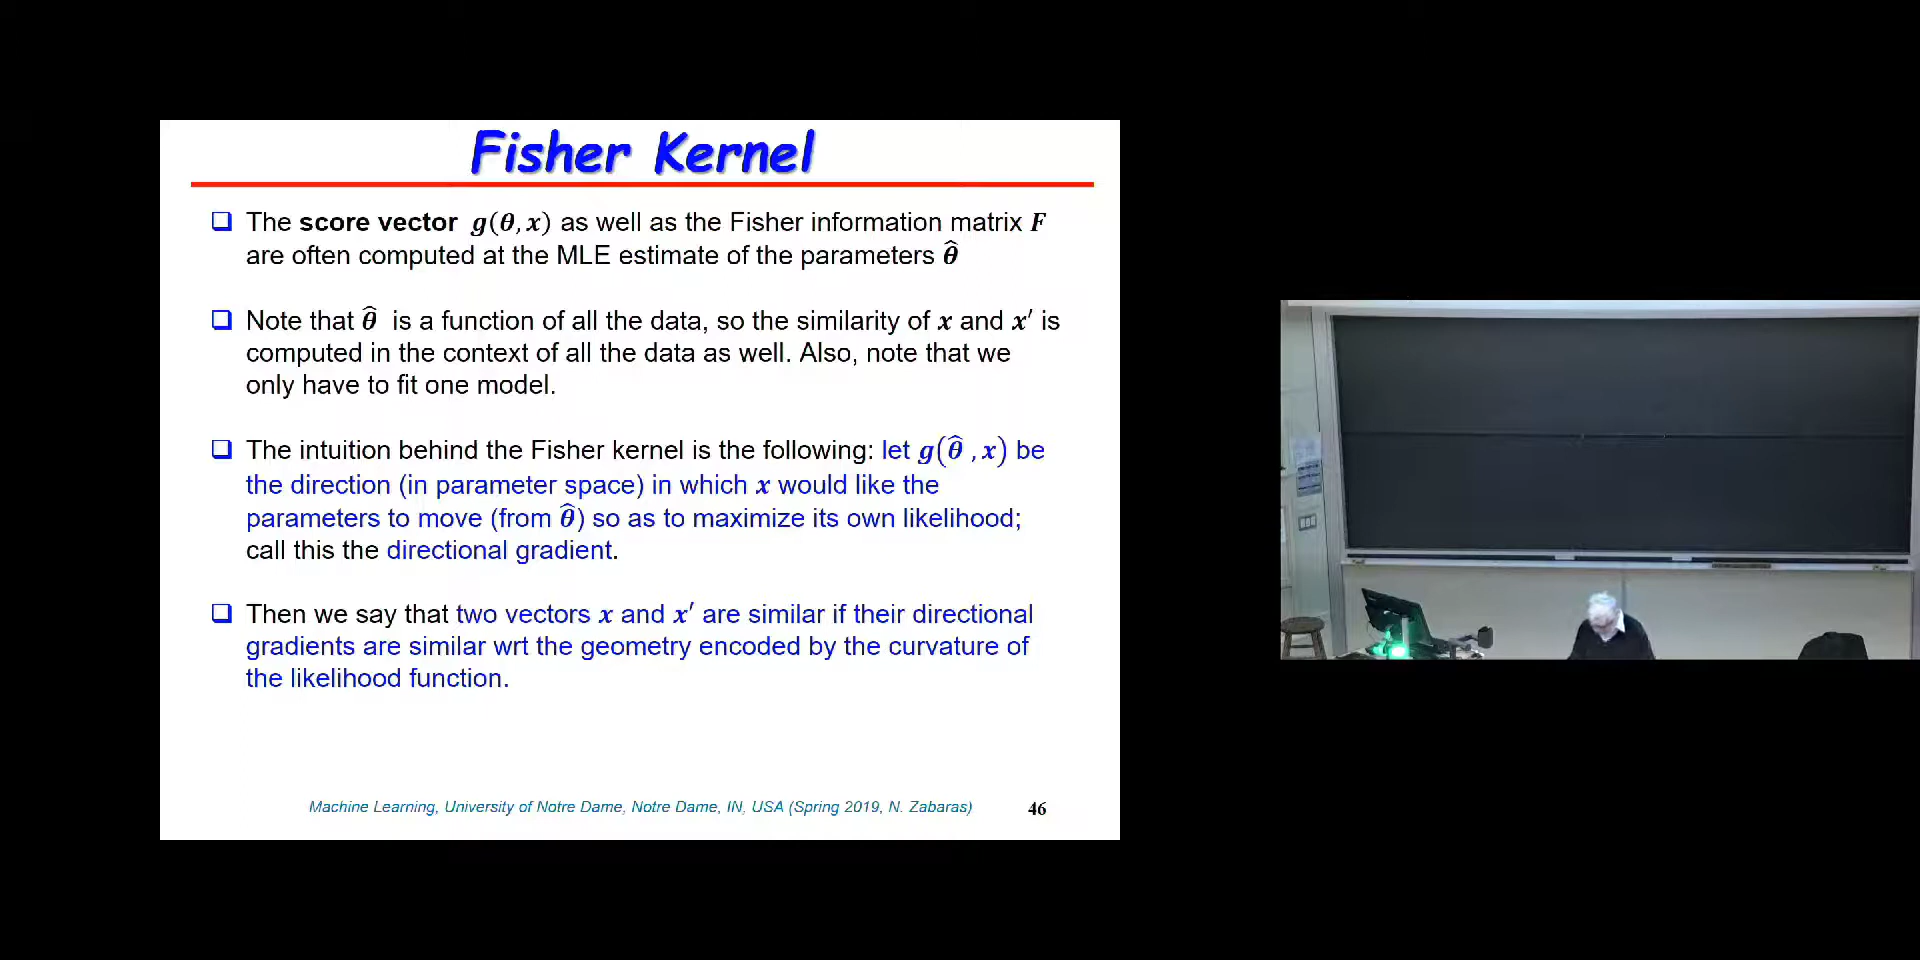 Fisher Kernel
❑ The score vector g(θ, x) as well as the Fisher information matrix F
are often computed at the MLE estimate of the parameters θ̂
❑ Note that θ̂ is a function of all the data, so the similarity of x and x′ is
computed in the context of all the data as well. Also, note that we
only have to fit one model.
❑ The intuition behind the Fisher kernel is the following: let g(θ̂ , x) be
the direction (in parameter space) in which x would like the
parameters to move (from θ̂ ) so as to maximize its own likelihood;
call this the directional gradient.
❑ Then we say that two vectors x and x′ are similar if their directional
gradients are similar wrt the geometry encoded by the curvature of
the likelihood function.
Machine Learning, University of Notre Dame, Notre Dame, IN, USA (Spring 2019, N. Zabaras)
46